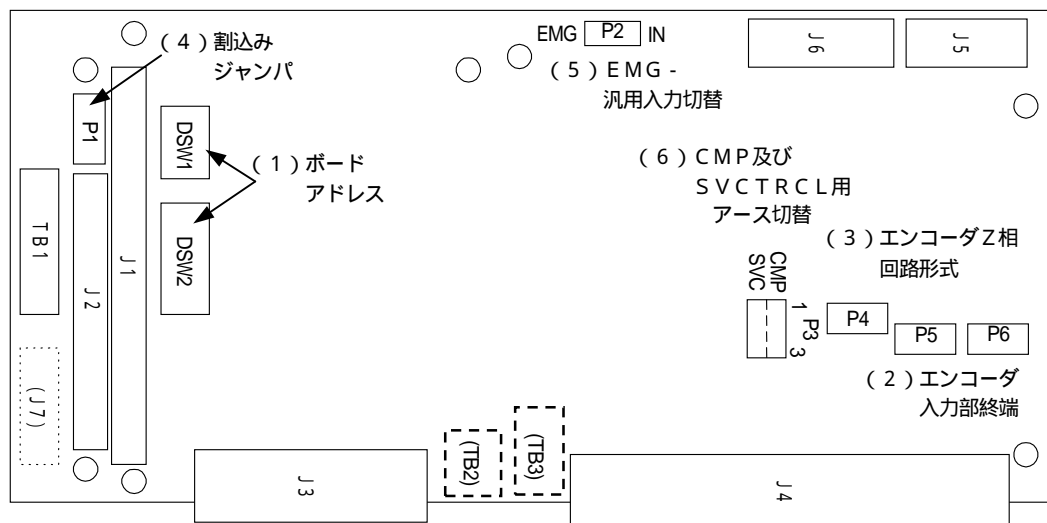 (4)割込み
ジャンパ
EMG P2 IN
(5)EMG-
汎用入力切替
J6
J5
P1
DSW1
(1)ボード
アドレス
DSW2
TB1
J2
J1
(J7)
(6)CMP及び
SVCTRCL用
アース切替
(3)エンコーダZ相
回路形式
CMP
SVC
1 P3 3
P4
P5
P6
(2)エンコーダ
入力部終端
(TB2)
(TB3)
J3
J4